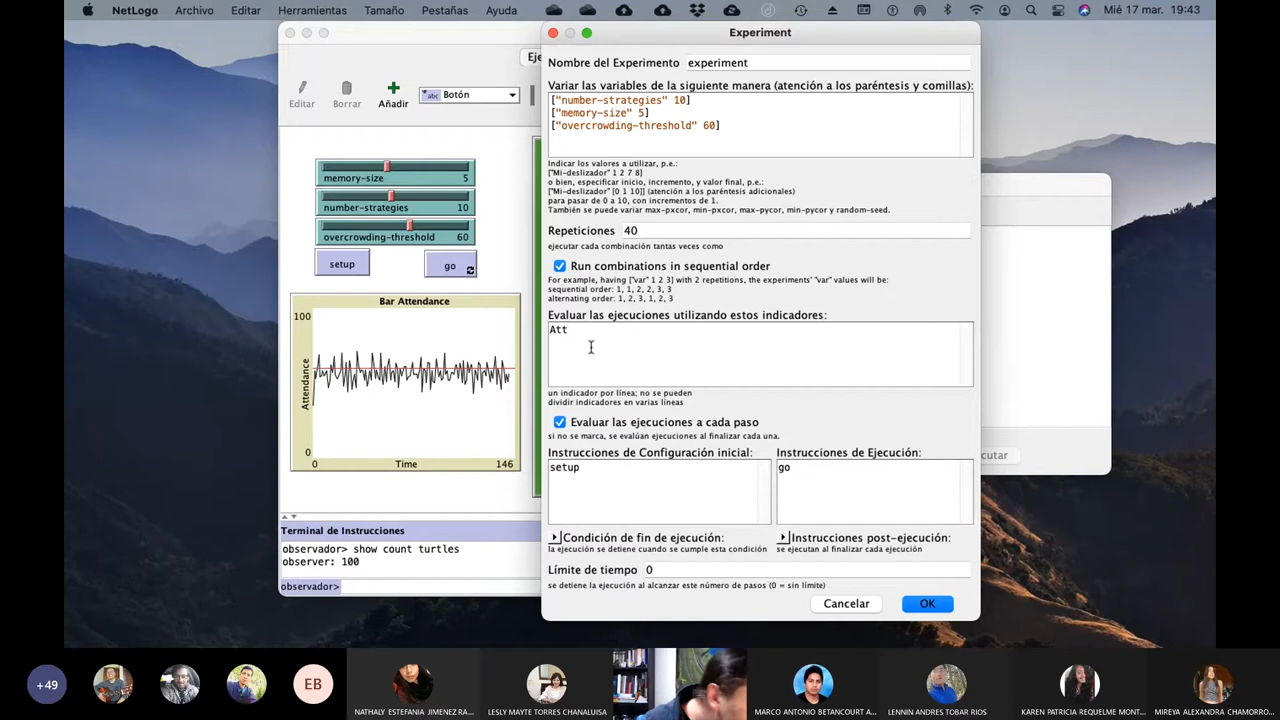 NetLogo Archivo Editar Herramientas Tamaño Pestañas Ayuda Mié 17 mar. 19:43
Experiment
Eje
Nombre del Experimento experiment
Editar Borrar Añadir Botón
abc
Variar las variables de la siguiente manera (atención a los paréntesis y comillas):
["number-strategies" 10]
["memory-size" 5]
["overcrowding-threshold" 60]
Indicar los valores a utilizar, p.e.:
["Mi-deslizador" 1 2 7 8]
o bien, especificar inicio, incremento, y valor final, p.e.:
["Mi-deslizador" [0 1 10]] (atención a los paréntesis adicionales)
para pasar de 0 a 10, con incrementos de 1.
También se puede variar max-pxcor, min-pxcor, max-pycor, min-pycor y random-seed.
memory-size 5
number-strategies 10
overcrowding-threshold 60
setup go
Repeticiones 40
ejecutar cada combinación tantas veces como
Run combinations in sequential order
For example, having ["var" 1 2 3] with 2 repetitions, the experiments' "var" values will be:
sequential order: 1, 1, 2, 2, 3, 3
alternating order: 1, 2, 3, 1, 2, 3
Evaluar las ejecuciones utilizando estos indicadores:
Att
un indicador por línea; no se pueden
dividir indicadores en varias líneas
Evaluar las ejecuciones a cada paso
si no se marca, se evalúan ejecuciones al finalizar cada una.
Bar Attendance
100
Attendance
0
0 Time 146
Instrucciones de Configuración inicial: Instrucciones de Ejecución:
setup go
cutar
Condición de fin de ejecución: Instrucciones post-ejecución:
la ejecución se detiene cuando se cumple esta condición se ejecutan al finalizar cada ejecución
Límite de tiempo 0
se detiene la ejecución al alcanzar este número de pasos (0 = sin límite)
Cancelar OK
Terminal de Instrucciones
observador> show count turtles
observer: 100
observador>
+49 EB
NATHALY ESTEFANIA JIMENEZ RA... LESLY MAYTE TORRES CHANALUISA MARCO ANTONIO BETANCOURT A... LENNIN ANDRES TOBAR RIOS KAREN PATRICIA REQUELME MONT... MIREYA ALEXANDRA CHAMORRO...